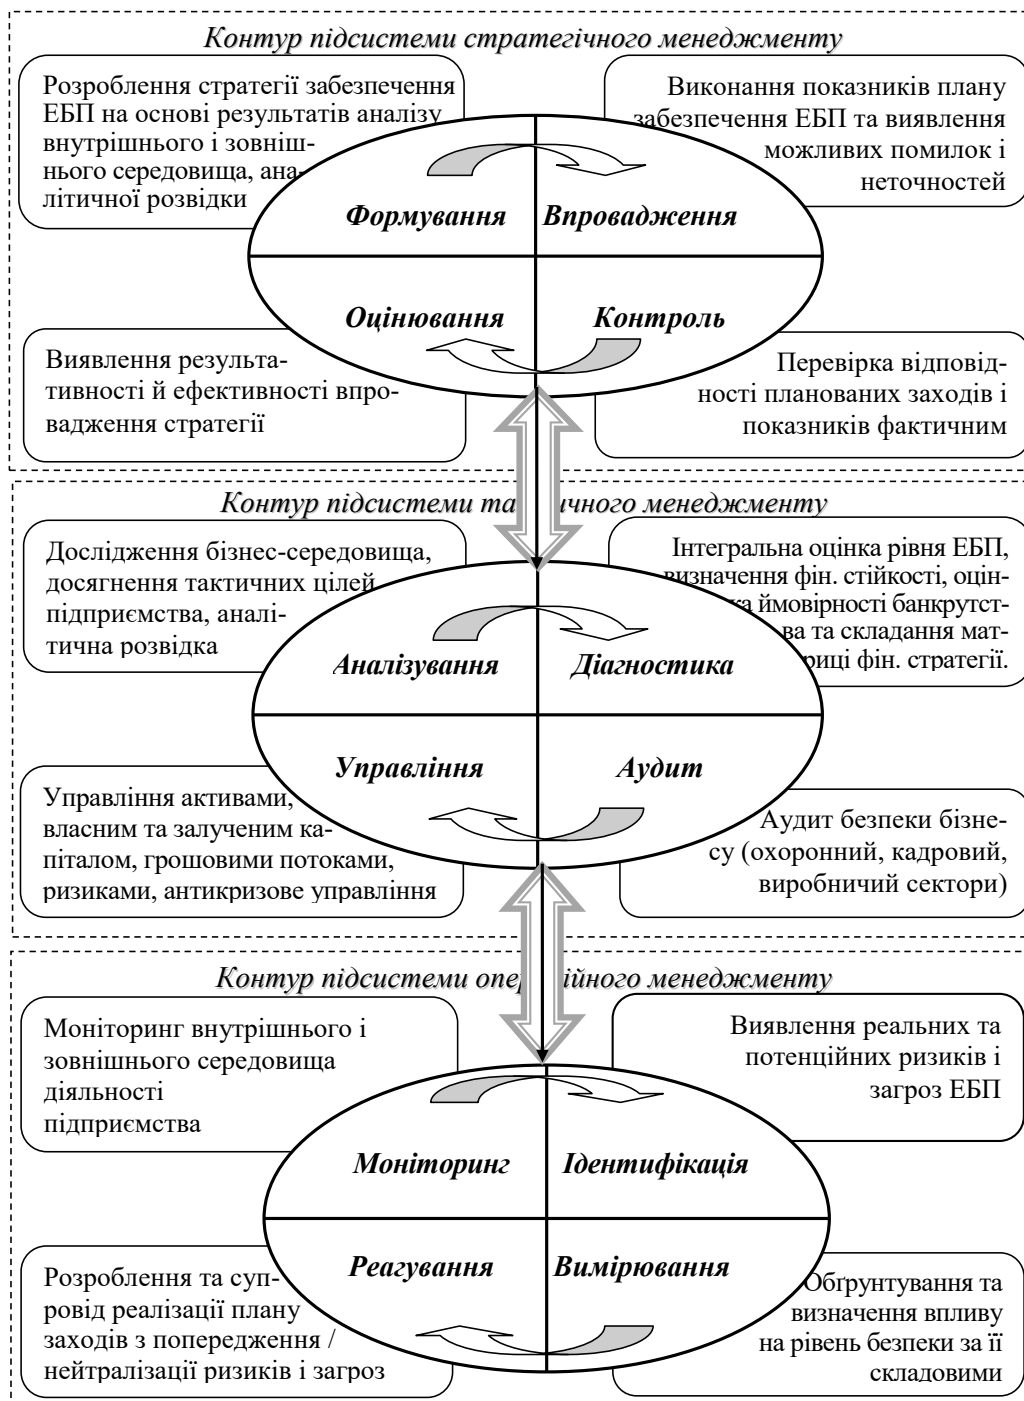 Контур підсистеми стратегічного менеджменту
Розроблення стратегії забезпечення
ЕБП на основі результатів аналізу
внутрішнього і зовніш-
нього середовища, ана-
літичної розвідки
Виконання показників плану
забезпечення ЕБП та виявлення
можливих помилок і
неточностей
Формування
Впровадження
Оцінювання
Контроль
Виявлення результа-
тивності й ефективності впро-
вадження стратегії
Перевірка відповід-
ності планованих заходів і
показників фактичним
Контур підсистеми та ичного менеджменту
Дослідження бізнес-середовища,
досягнення тактичних цілей
підприємства, аналі-
тична розвідка
Інтегральна оцінка рівня ЕБП,
визначення фін. стійкості, оцін-
ка ймовірності банкрутст-
ва та складання мат-
риці фін. стратегії.
Аналізування
Діагностика
Управління
Аудит
Управління активами,
власним та залученим ка-
піталом, грошовими потоками,
ризиками, антикризове управління
Аудит безпеки бізне-
су (охоронний, кадровий,
виробничий сектори)
Контур підсистеми опе ійного менеджменту
Моніторинг внутрішнього і
зовнішнього середовища
діяльності
підприємства
Виявлення реальних та
потенційних ризиків і
загроз ЕБП
Моніторинг
Ідентифікація
Реагування
Вимірювання
Розроблення та суп-
ровід реалізації плану
заходів з попередження /
нейтралізації ризиків і загроз
Обґрунтування та
визначення впливу
на рівень безпеки за її
складовими